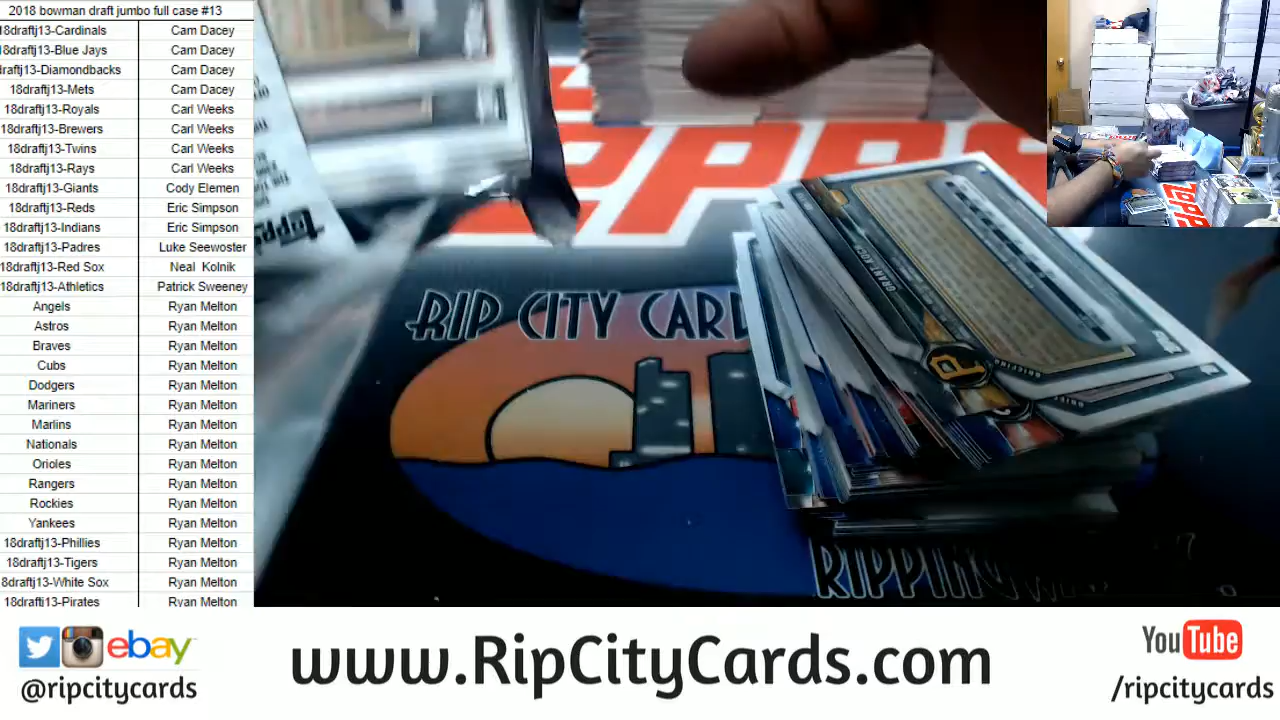 2018 bowman draft jumbo full case #13
18draftj13-Cardinals Cam Dacey
18draftj13-Blue Jays Cam Dacey
draftj13-Diamondbacks Cam Dacey
18draftj13-Mets Cam Dacey
18draftj13-Royals Carl Weeks
18draftj13-Brewers Carl Weeks
18draftj13-Twins Carl Weeks
18draftj13-Rays Carl Weeks
18draftj13-Giants Cody Elemen
18draftj13-Reds Eric Simpson
18draftj13-Indians Eric Simpson
18draftj13-Padres Luke Seewoster
18draftj13-Red Sox Neal Kolnik
18draftj13-Athletics Patrick Sweeney
Angels Ryan Melton
Astros Ryan Melton
Braves Ryan Melton
Cubs Ryan Melton
Dodgers Ryan Melton
Mariners Ryan Melton
Marlins Ryan Melton
Nationals Ryan Melton
Orioles Ryan Melton
Rangers Ryan Melton
Rockies Ryan Melton
Yankees Ryan Melton
18draftj13-Phillies Ryan Melton
18draftj13-Tigers Ryan Melton
8draftj13-White Sox Ryan Melton
18draftj13-Pirates Ryan Melton
TOPPS
TOPPS
RIP CITY CARD
RIPPING
GRANT
P
ebay
@ripcitycards
www.RipCityCards.com
YouTube
/ripcitycards